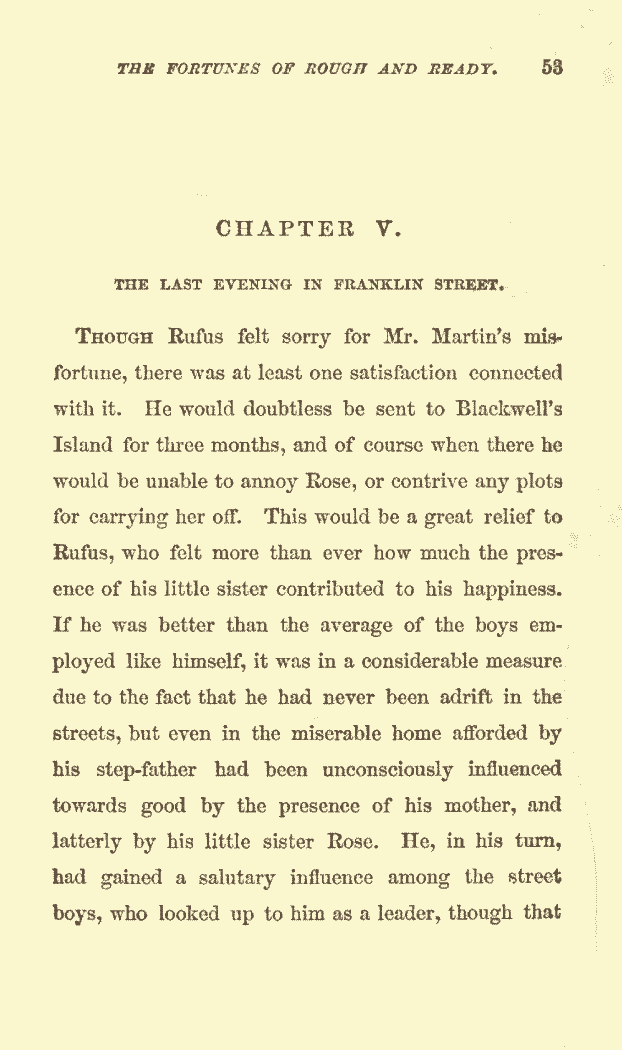 THE FORTUNES OF ROUGH AND READY. 53
CHAPTER V.
THE LAST EVENING IN FRANKLIN STREET.
THOUGH Rufus felt sorry for Mr. Martin's mis-
fortune, there was at least one satisfaction connected
with it. He would doubtless be sent to Blackwell's
Island for three months, and of course when there he
would be unable to annoy Rose, or contrive any plots
for carrying her off. This would be a great relief to
Rufus, who felt more than ever how much the pres-
ence of his little sister contributed to his happiness.
If he was better than the average of the boys em-
ployed like himself, it was in a considerable measure
due to the fact that he had never been adrift in the
streets, but even in the miserable home afforded by
his step-father had been unconsciously influenced
towards good by the presence of his mother, and
latterly by his little sister Rose. He, in his turn,
had gained a salutary influence among the street
boys, who looked up to him as a leader, though that